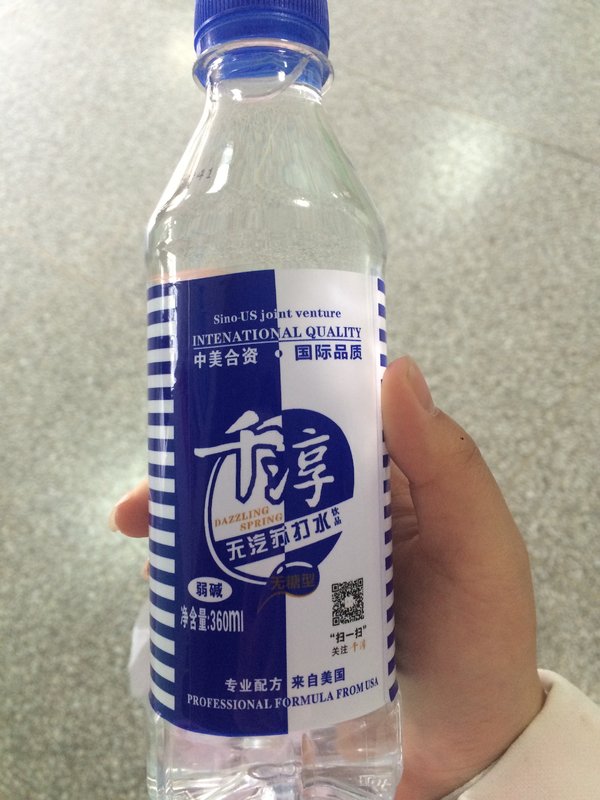 41
Sino-US joint venture
INTENATIONAL QUALITY
中美合资 · 国际品质
千淳
DAZZLING
SPRING
无汽苏打水饮品
无糖型
弱碱
净含量:360ml
“扫一扫”
关注 千淳
专业配方 来自美国
PROFESSIONAL FORMULA FROM USA